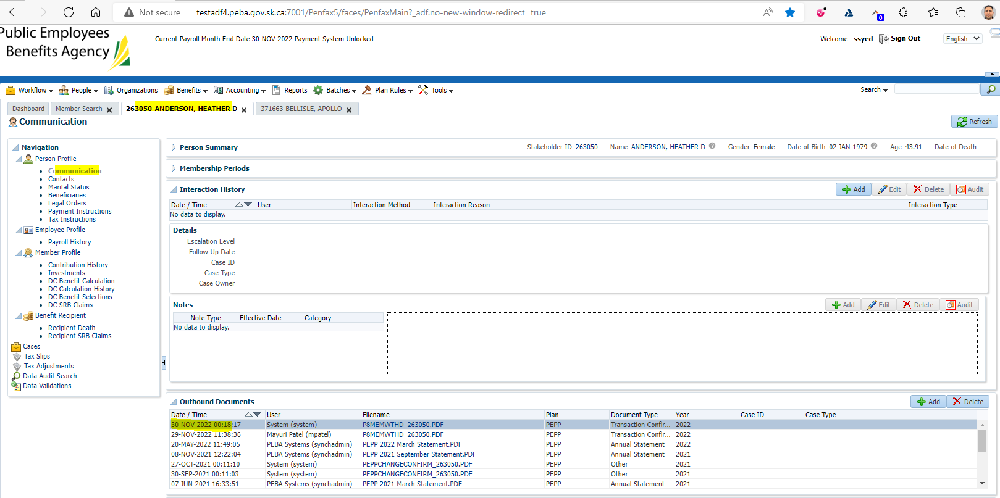 Not secure testadf4.peba.gov.sk.ca:7001/Penfax5/faces/PenfaxMain?_adf.no-new-window-redirect=true
0
Public Employees
Benefits Agency
Current Payroll Month End Date 30-NOV-2022 Payment System Unlocked
Welcome ssyed Sign Out English
Workflow People Organizations Benefits Accounting Reports Batches Plan Rules Tools Search
Dashboard Member Search 263050-ANDERSON, HEATHER D 371663-BELLISLE, APOLLO
Communication Refresh
Navigation
Person Profile
Communication
Contacts
Marital Status
Beneficiaries
Legal Orders
Payment Instructions
Tax Instructions
Employee Profile
Payroll History
Member Profile
Contribution History
Investments
DC Benefit Calculation
DC Calculation History
DC Benefit Selections
DC SRB Claims
Benefit Recipient
Recipient Death
Recipient SRB Claims
Cases
Tax Slips
Tax Adjustments
Data Audit Search
Data Validations
Person Summary Stakeholder ID 263050 Name ANDERSON, HEATHER D Gender Female Date of Birth 02-JAN-1979 Age 43.91 Date of Death
Membership Periods
Interaction History Add Edit Delete Audit
Date / Time User Interaction Method Interaction Reason Interaction Type
No data to display.
Details
Escalation Level
Follow-Up Date
Case ID
Case Type
Case Owner
Notes Add Edit Delete Audit
Note Type Effective Date Category
No data to display.
Outbound Documents Add Delete
Date / Time User Filename Plan Document Type Year Case ID Case Type
30-NOV-2022 00:18:17 System (system) P8MEMWTHD_263050.PDF PEPP Transaction Confir... 2022
29-NOV-2022 11:38:36 Mayuri Patel (mpatel) P8MEMWTHD_263050.PDF PEPP Transaction Confir... 2022
20-MAY-2022 11:49:05 PEBA Systems (synchadmin) PEPP 2022 March Statement.PDF PEPP Annual Statement 2022
08-NOV-2021 12:22:04 PEBA Systems (synchadmin) PEPP 2021 September Statement.PDF PEPP Annual Statement 2021
27-OCT-2021 00:11:10 System (system) PEPPCHANGECONFIRM_263050.PDF PEPP Other 2021
30-SEP-2021 00:11:03 System (system) PEPPCHANGECONFIRM_263050.PDF PEPP Other 2021
07-JUN-2021 16:33:51 PEBA Systems (synchadmin) PEPP 2021 March Statement.PDF PEPP Annual Statement 2021